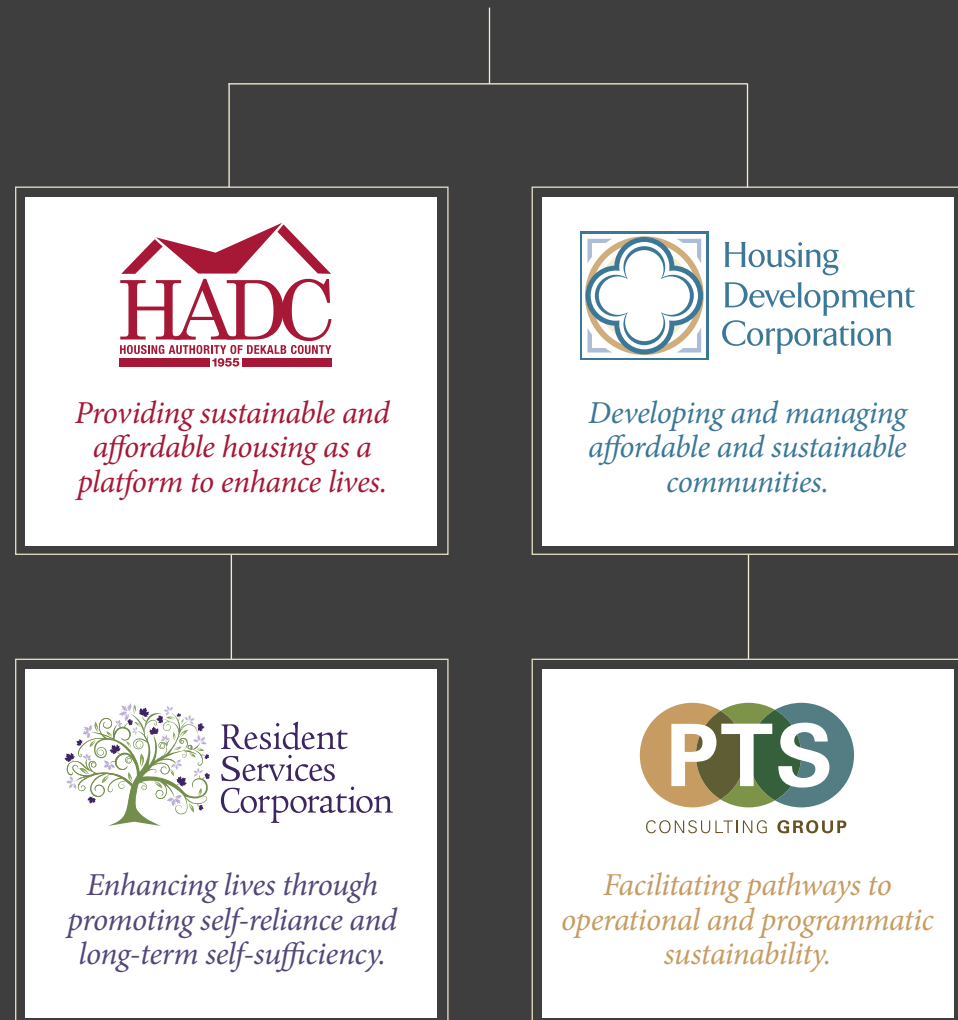 HADC
HOUSING AUTHORITY OF DEKALB COUNTY
1955
Providing sustainable and
affordable housing as a
platform to enhance lives.
Housing
Development
Corporation
Developing and managing
affordable and sustainable
communities.
Resident
Services
Corporation
Enhancing lives through
promoting self-reliance and
long-term self-sufficiency.
PTS
CONSULTING GROUP
Facilitating pathways to
operational and programmatic
sustainability.